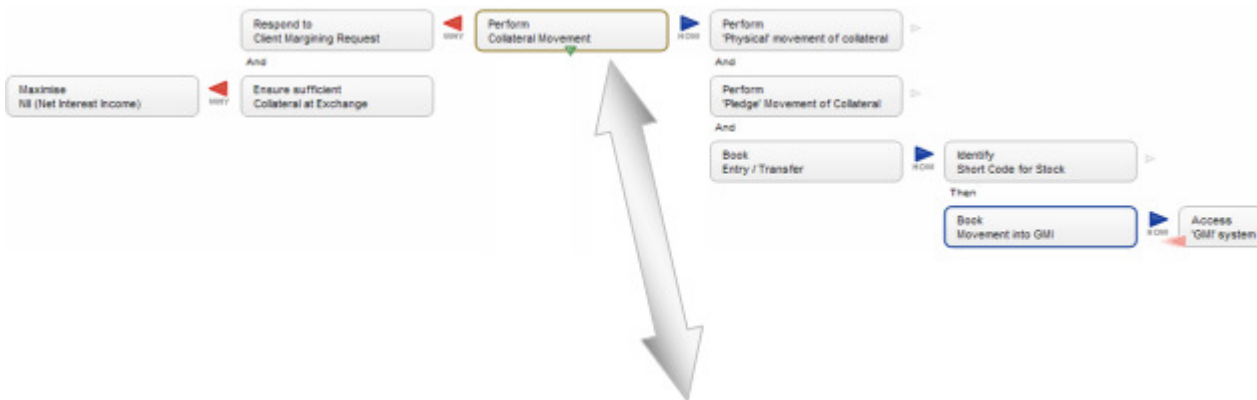 Respond to
Client Margining Request
WHY
Perform
Collateral Movement
HOW
Perform
'Physical' movement of collateral
And
And
Maximise
NII (Net Interest Income)
WHY
Ensure sufficient
Collateral at Exchange
Perform
'Pledge' Movement of Collateral
And
Book
Entry / Transfer
HOW
Identify
Short Code for Stock
Then
Book
Movement into GMI
HOW
Access
'GMI' system